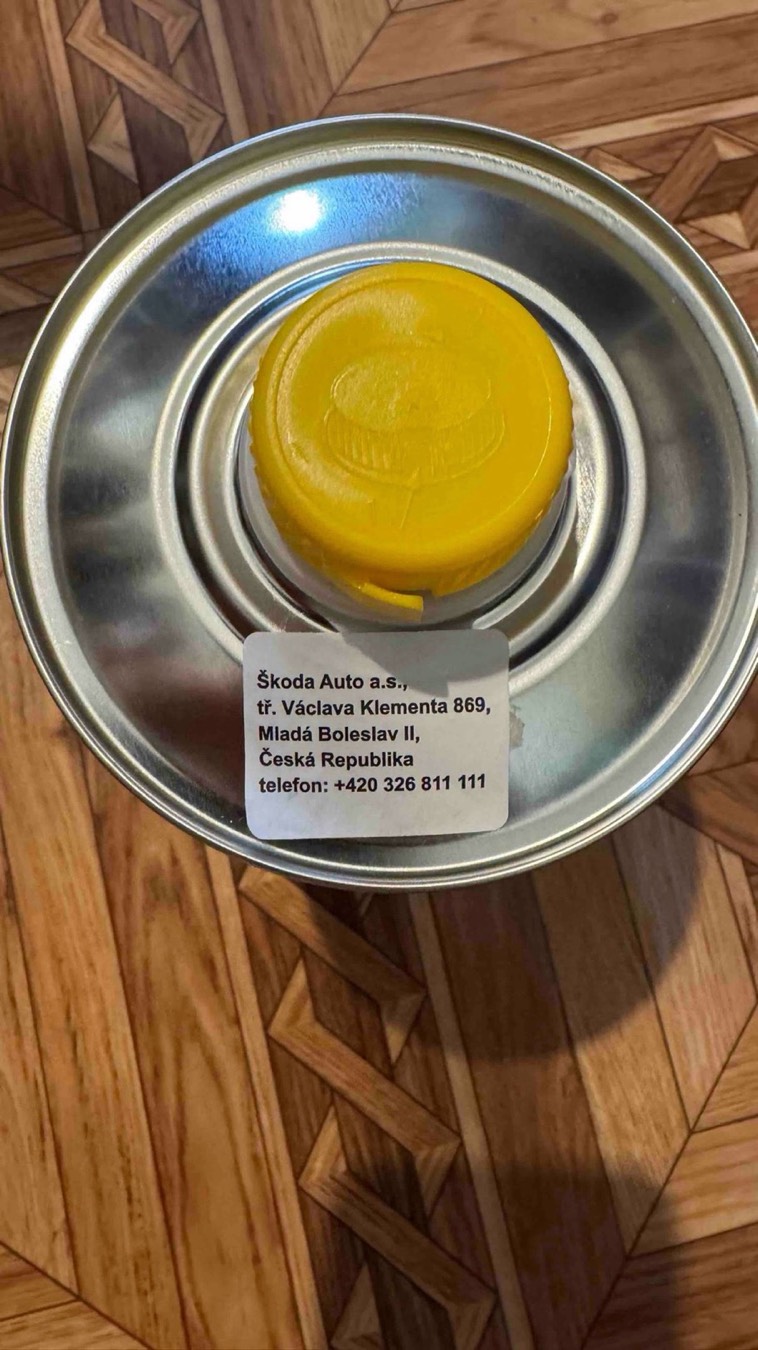 Škoda Auto a.s.,
tř. Václava Klementa 869,
Mladá Boleslav II,
Česká Republika
telefon: +420 326 811 111